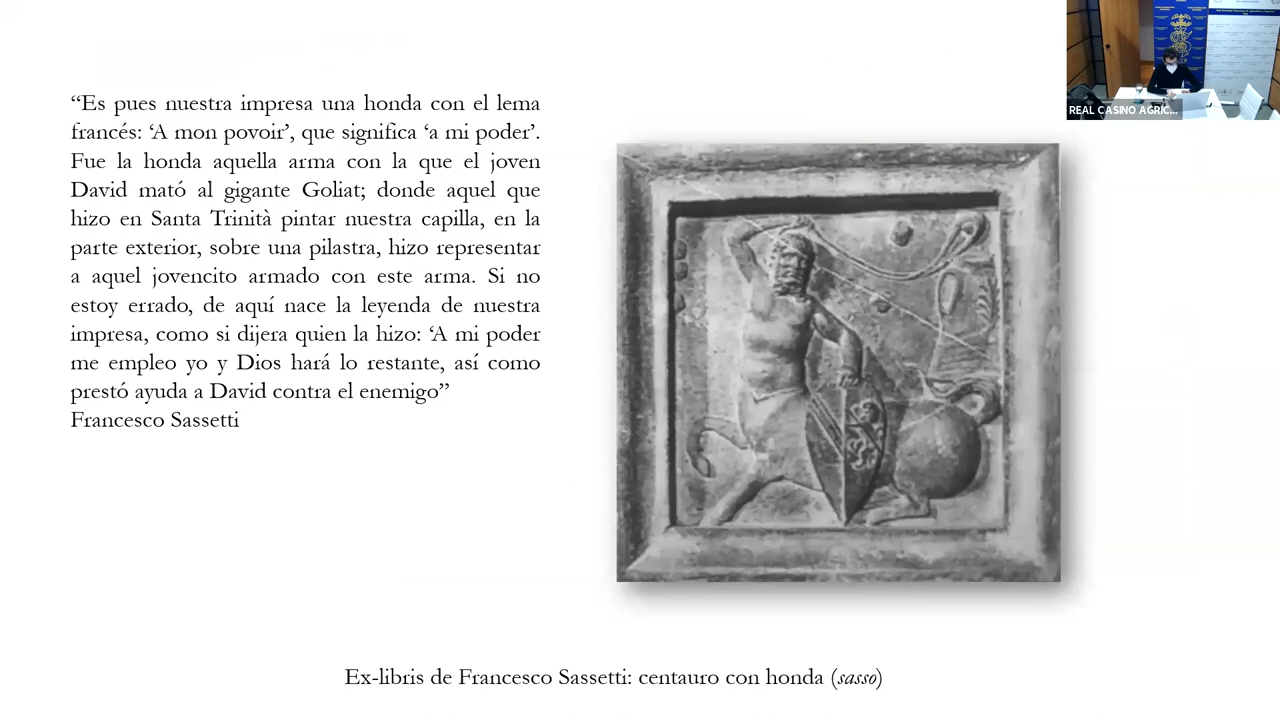 “Es pues nuestra impresa una honda con el lema
francés: ‘A mon povoir’, que significa ‘a mi poder’.
Fue la honda aquella arma con la que el joven
David mató al gigante Goliat; donde aquel que
hizo en Santa Trinità pintar nuestra capilla, en la
parte exterior, sobre una pilastra, hizo representar
a aquel jovencito armado con este arma. Si no
estoy errado, de aquí nace la leyenda de nuestra
impresa, como si dijera quien la hizo: ‘A mi poder
me empleo yo y Dios hará lo restante, así como
prestó ayuda a David contra el enemigo”
Francesco Sassetti
REAL CASINO AGRÍC...
Ex-libris de Francesco Sassetti: centauro con honda (sasso)